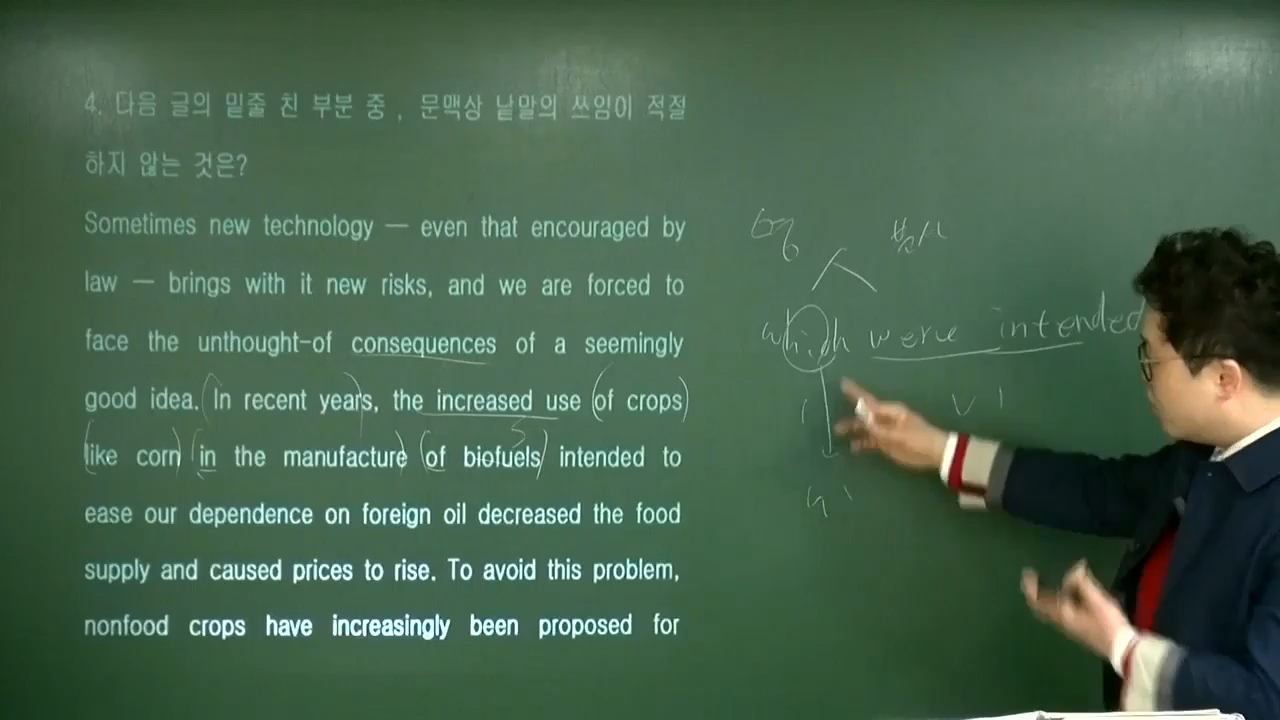 4. 다음 글의 밑줄 친 부분 중 , 문맥상 낱말의 쓰임이 적절
하지 않는 것은?
Sometimes new technology — even that encouraged by
law — brings with it new risks, and we are forced to
face the unthought-of consequences of a seemingly
good idea. In recent years, the increased use of crops
like corn in the manufacture of biofuels intended to
ease our dependence on foreign oil decreased the food
supply and caused prices to rise. To avoid this problem,
nonfood crops have increasingly been proposed for
which were intended